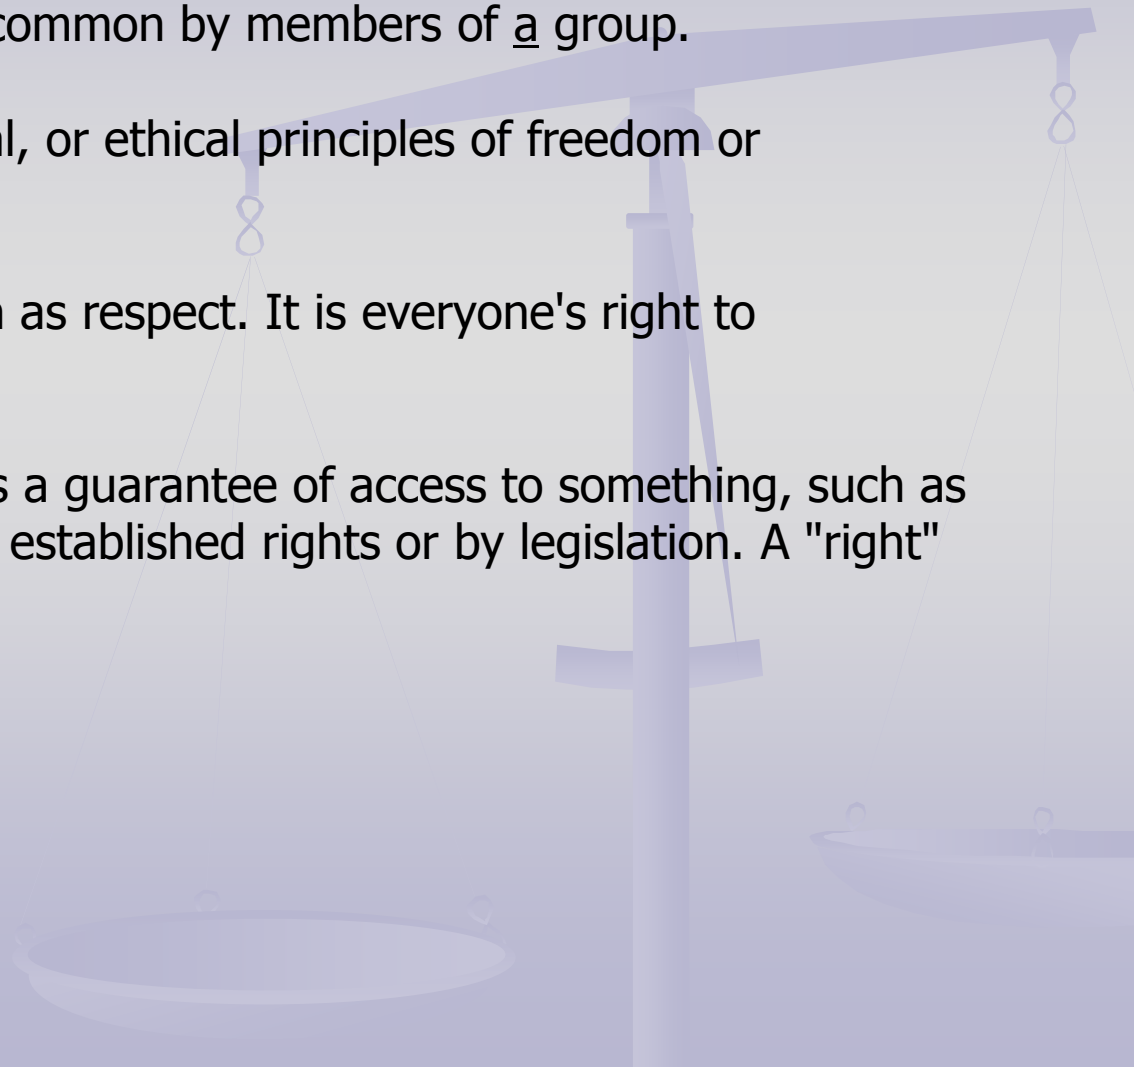 common by members of a group.
al, or ethical principles of freedom or
as respect. It is everyone's right to
s a guarantee of access to something, such as
established rights or by legislation. A "right"